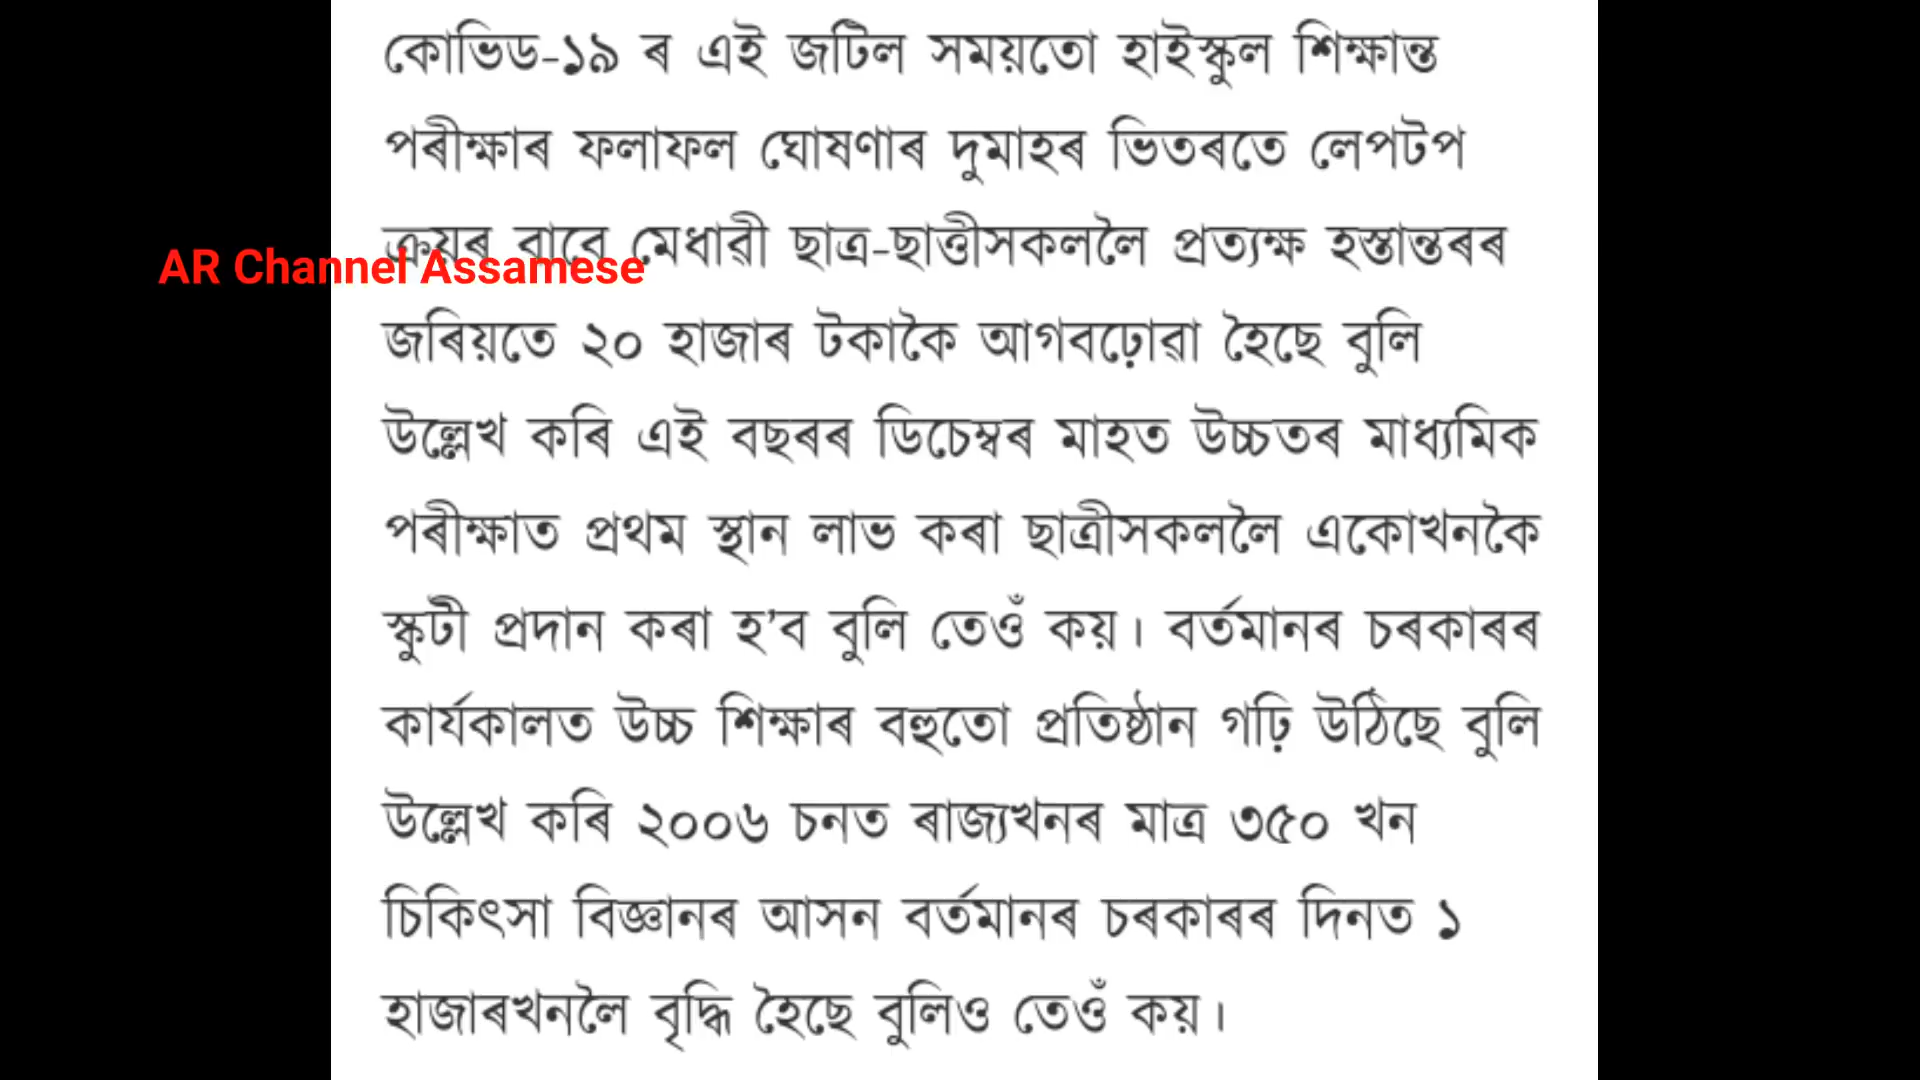 কোভিড-১৯ ৰ এই জটিল সময়তো হাইস্কুল শিক্ষান্ত
পৰীক্ষাৰ ফলাফল ঘোষণাৰ দুমাহৰ ভিতৰতে লেপটপ
ক্ৰয়ৰ বাবে মেধাৱী ছাত্ৰ-ছাত্তীসকললৈ প্ৰত্যক্ষ হস্তান্তৰৰ
AR Channel Assamese
জৰিয়তে ২০ হাজাৰ টকাকৈ আগবঢ়োৱা হৈছে বুলি
উল্লেখ কৰি এই বছৰৰ ডিচেম্বৰ মাহত উচ্চতৰ মাধ্যমিক
পৰীক্ষাত প্ৰথম স্থান লাভ কৰা ছাত্ৰীসকললৈ একোখনকৈ
স্কুটী প্ৰদান কৰা হ’ব বুলি তেওঁ কয়। বৰ্তমানৰ চৰকাৰৰ
কাৰ্যকালত উচ্চ শিক্ষাৰ বহুতো প্ৰতিষ্ঠান গঢ়ি উঠিছে বুলি
উল্লেখ কৰি ২০০৬ চনত ৰাজ্যখনৰ মাত্ৰ ৩৫০ খন
চিকিৎসা বিজ্ঞানৰ আসন বৰ্তমানৰ চৰকাৰৰ দিনত ১
হাজাৰখনলৈ বৃদ্ধি হৈছে বুলিও তেওঁ কয়।